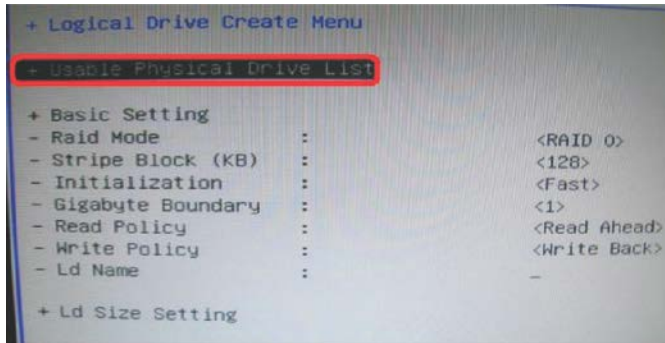 + Logical Drive Create Menu
+ Usable Physical Drive List
+ Basic Setting
- Raid Mode : <RAID 0>
- Stripe Block (KB) : <128>
- Initialization : <Fast>
- Gigabyte Boundary : <1>
- Read Policy : <Read Ahead>
- Write Policy : <Write Back>
- Ld Name : _
+ Ld Size Setting